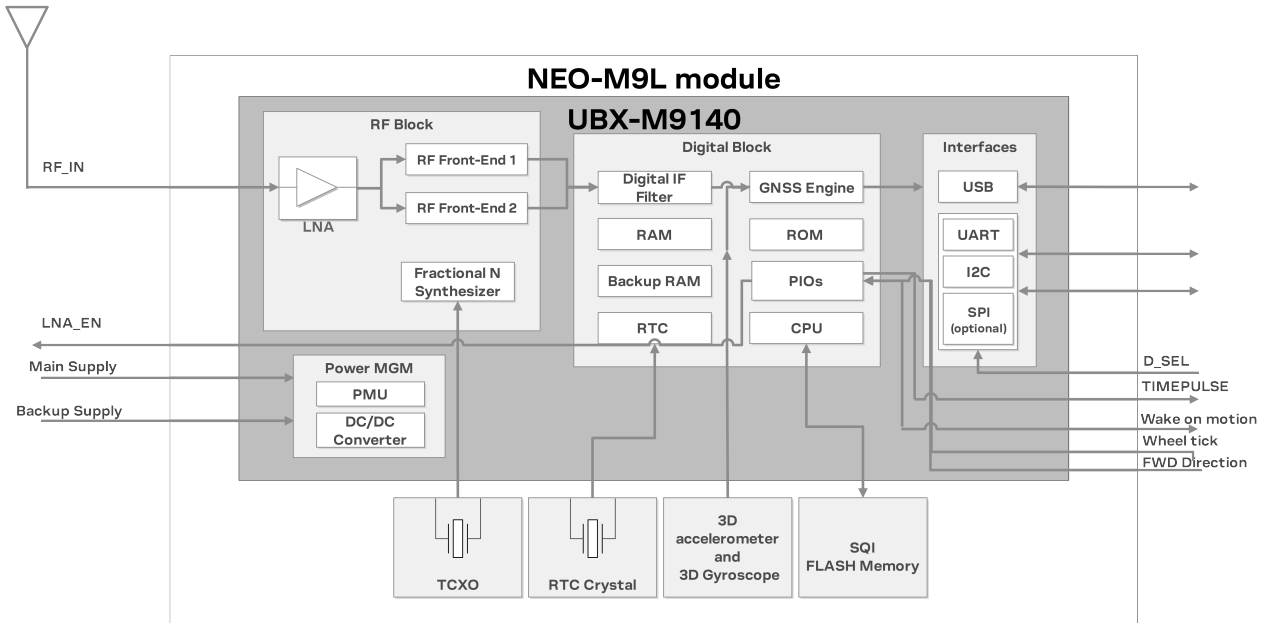 NEO-M9L module
UBX-M9140
RF Block
Digital Block
Interfaces
RF_IN
LNA
RF Front-End 1
RF Front-End 2
Fractional N
Synthesizer
Digital IF
Filter
GNSS Engine
RAM
ROM
Backup RAM
PIOs
RTC
CPU
USB
UART
I2C
SPI
(optional)
LNA_EN
Main Supply
Backup Supply
Power MGM
PMU
DC/DC
Converter
D_SEL
TIMEPULSE
Wake on motion
Wheel tick
FWD Direction
TCXO
RTC Crystal
3D
accelerometer
and
3D Gyroscope
SQI
FLASH Memory